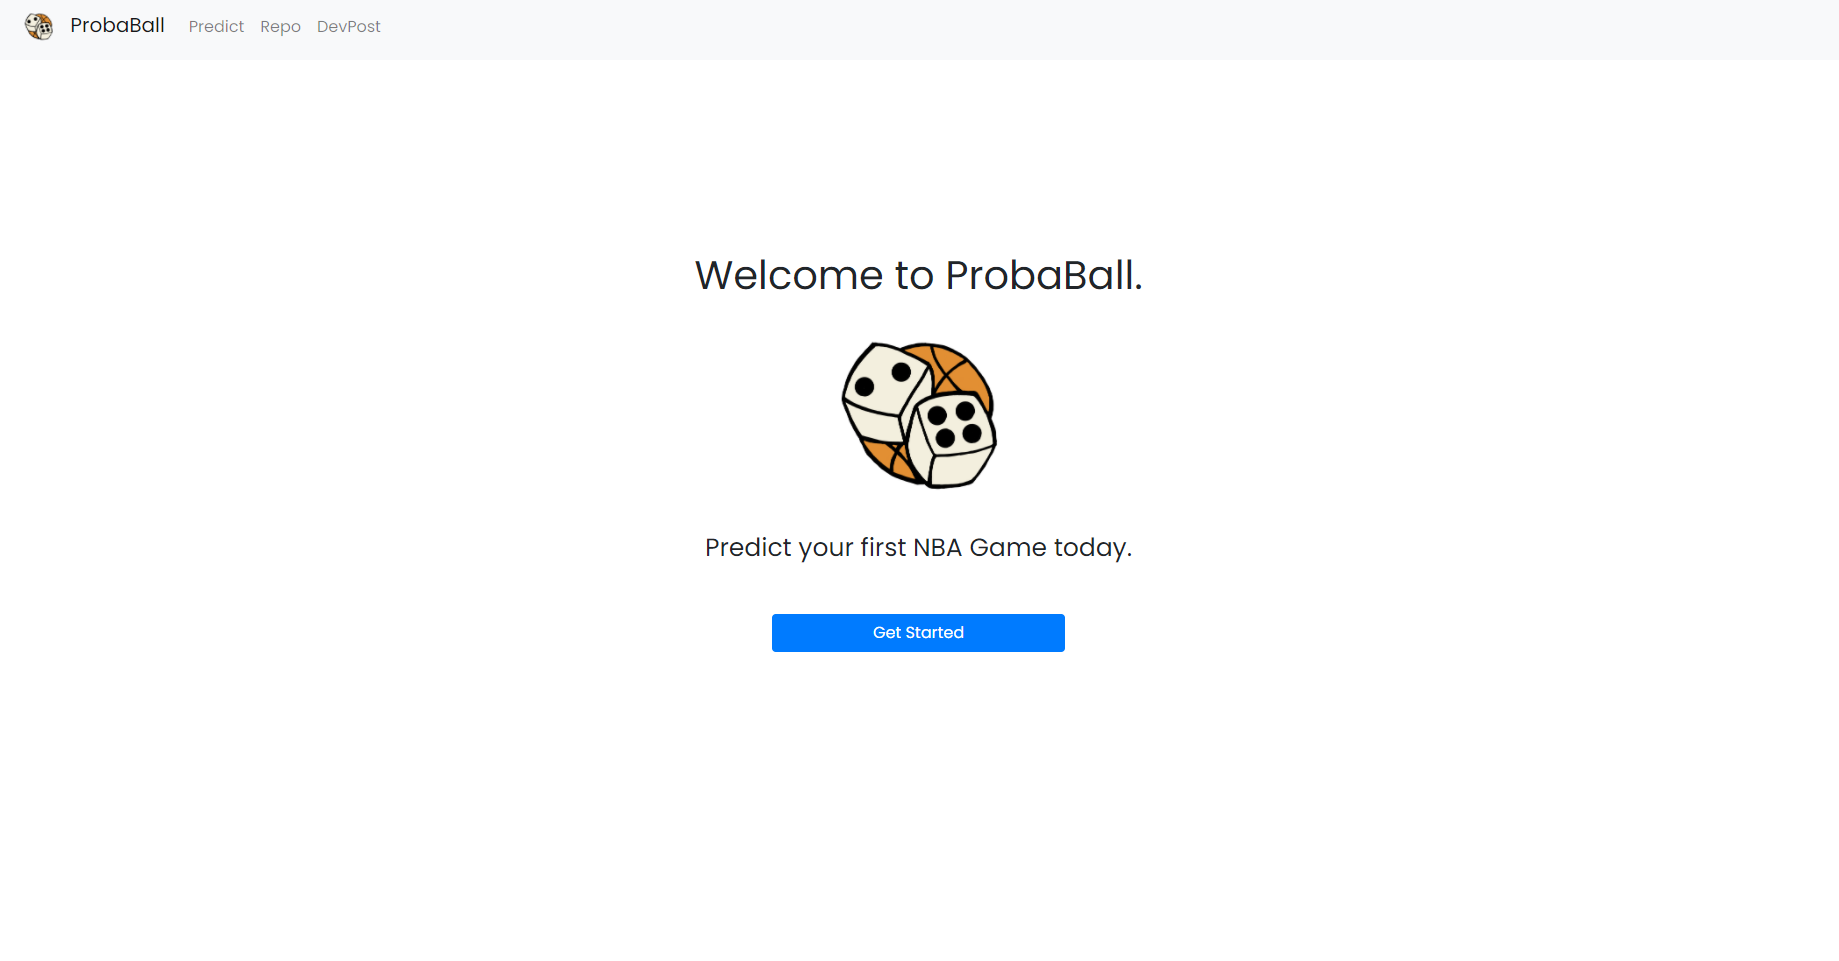 ProbaBall Predict Repo DevPost
Welcome to ProbaBall.
Predict your first NBA Game today.
Get Started